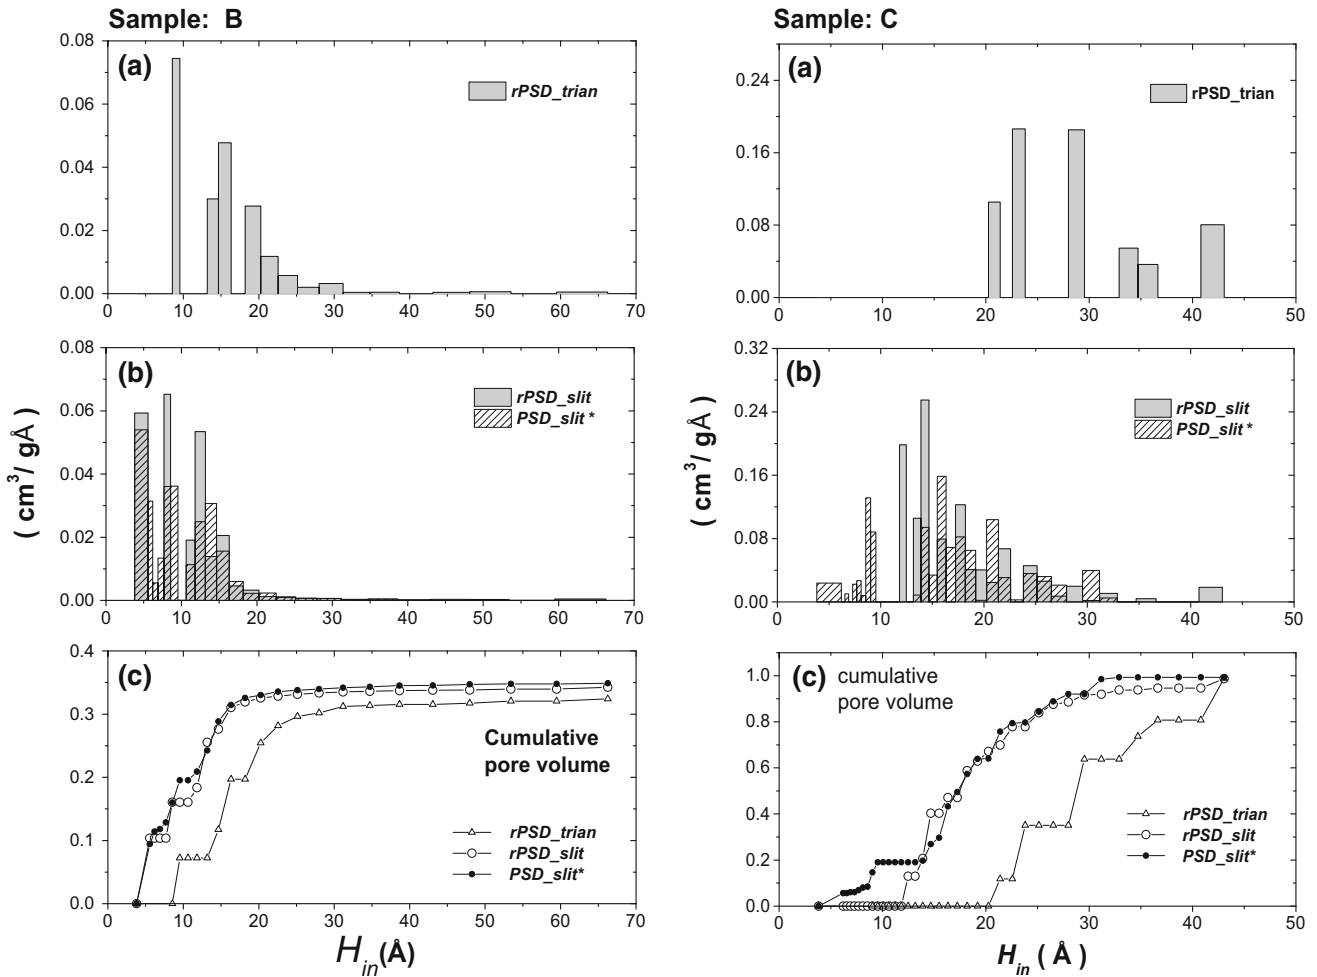 Sample: B
(a)
rPSD_trian
0.08
0.06
0.04
0.02
0.00
0 10 20 30 40 50 60 70
(b)
rPSD_slit
PSD_slit *
0.08
0.06
0.04
0.02
0.00
0 10 20 30 40 50 60 70
( cm³/ gÅ )
(c)
Cumulative
pore volume
rPSD_trian
rPSD_slit
PSD_slit*
0.4
0.3
0.2
0.1
0.0
0 10 20 30 40 50 60 70
H_in (Å)
Sample: C
(a)
rPSD_trian
0.24
0.16
0.08
0.00
0 10 20 30 40 50
(b)
rPSD_slit
PSD_slit *
0.32
0.24
0.16
0.08
0.00
0 10 20 30 40 50
( cm³/ gÅ )
(c)
cumulative
pore volume
rPSD_trian
rPSD_slit
PSD_slit*
1.0
0.8
0.6
0.4
0.2
0.0
0 10 20 30 40 50
H_in ( Å )